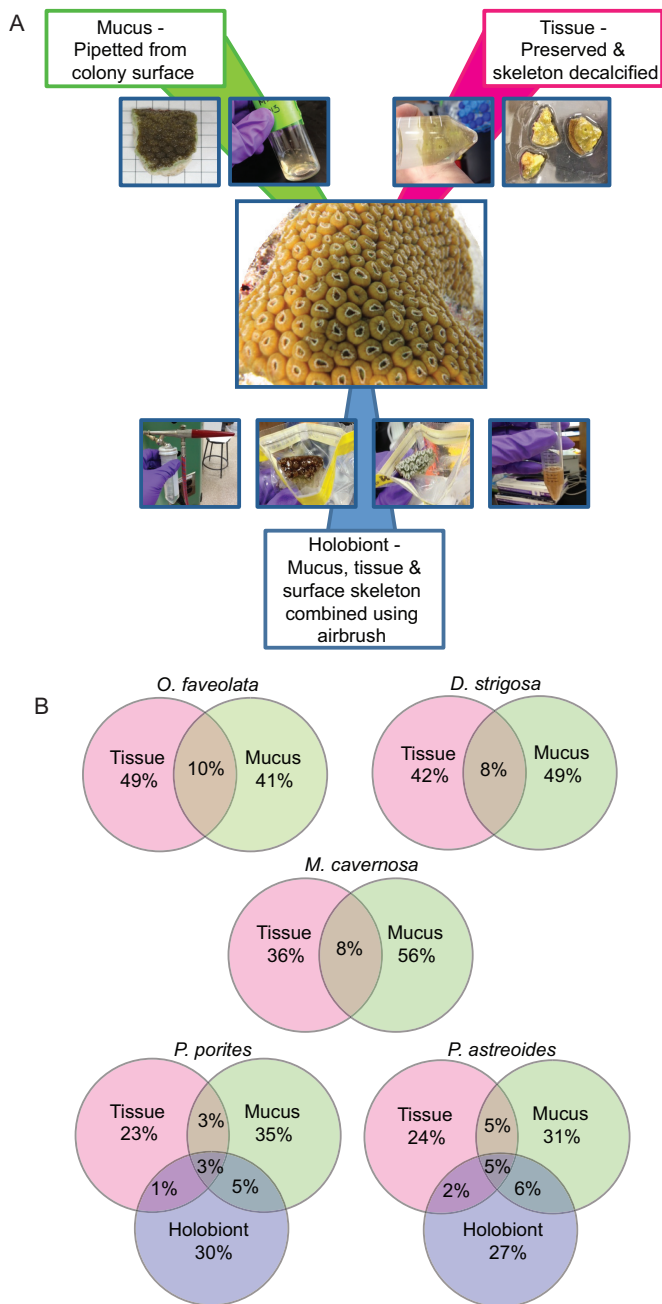 A
Mucus -
Pipetted from
colony surface
Tissue -
Preserved &
skeleton decalcified
Holobiont -
Mucus, tissue &
surface skeleton
combined using
airbrush
B
O. faveolata
Tissue
49%
10%
Mucus
41%
D. strigosa
Tissue
42%
8%
Mucus
49%
M. cavernosa
Tissue
36%
8%
Mucus
56%
P. porites
Tissue
23%
3%
Mucus
35%
3%
1%
5%
Holobiont
30%
P. astreoides
Tissue
24%
5%
Mucus
31%
5%
2%
6%
Holobiont
27%